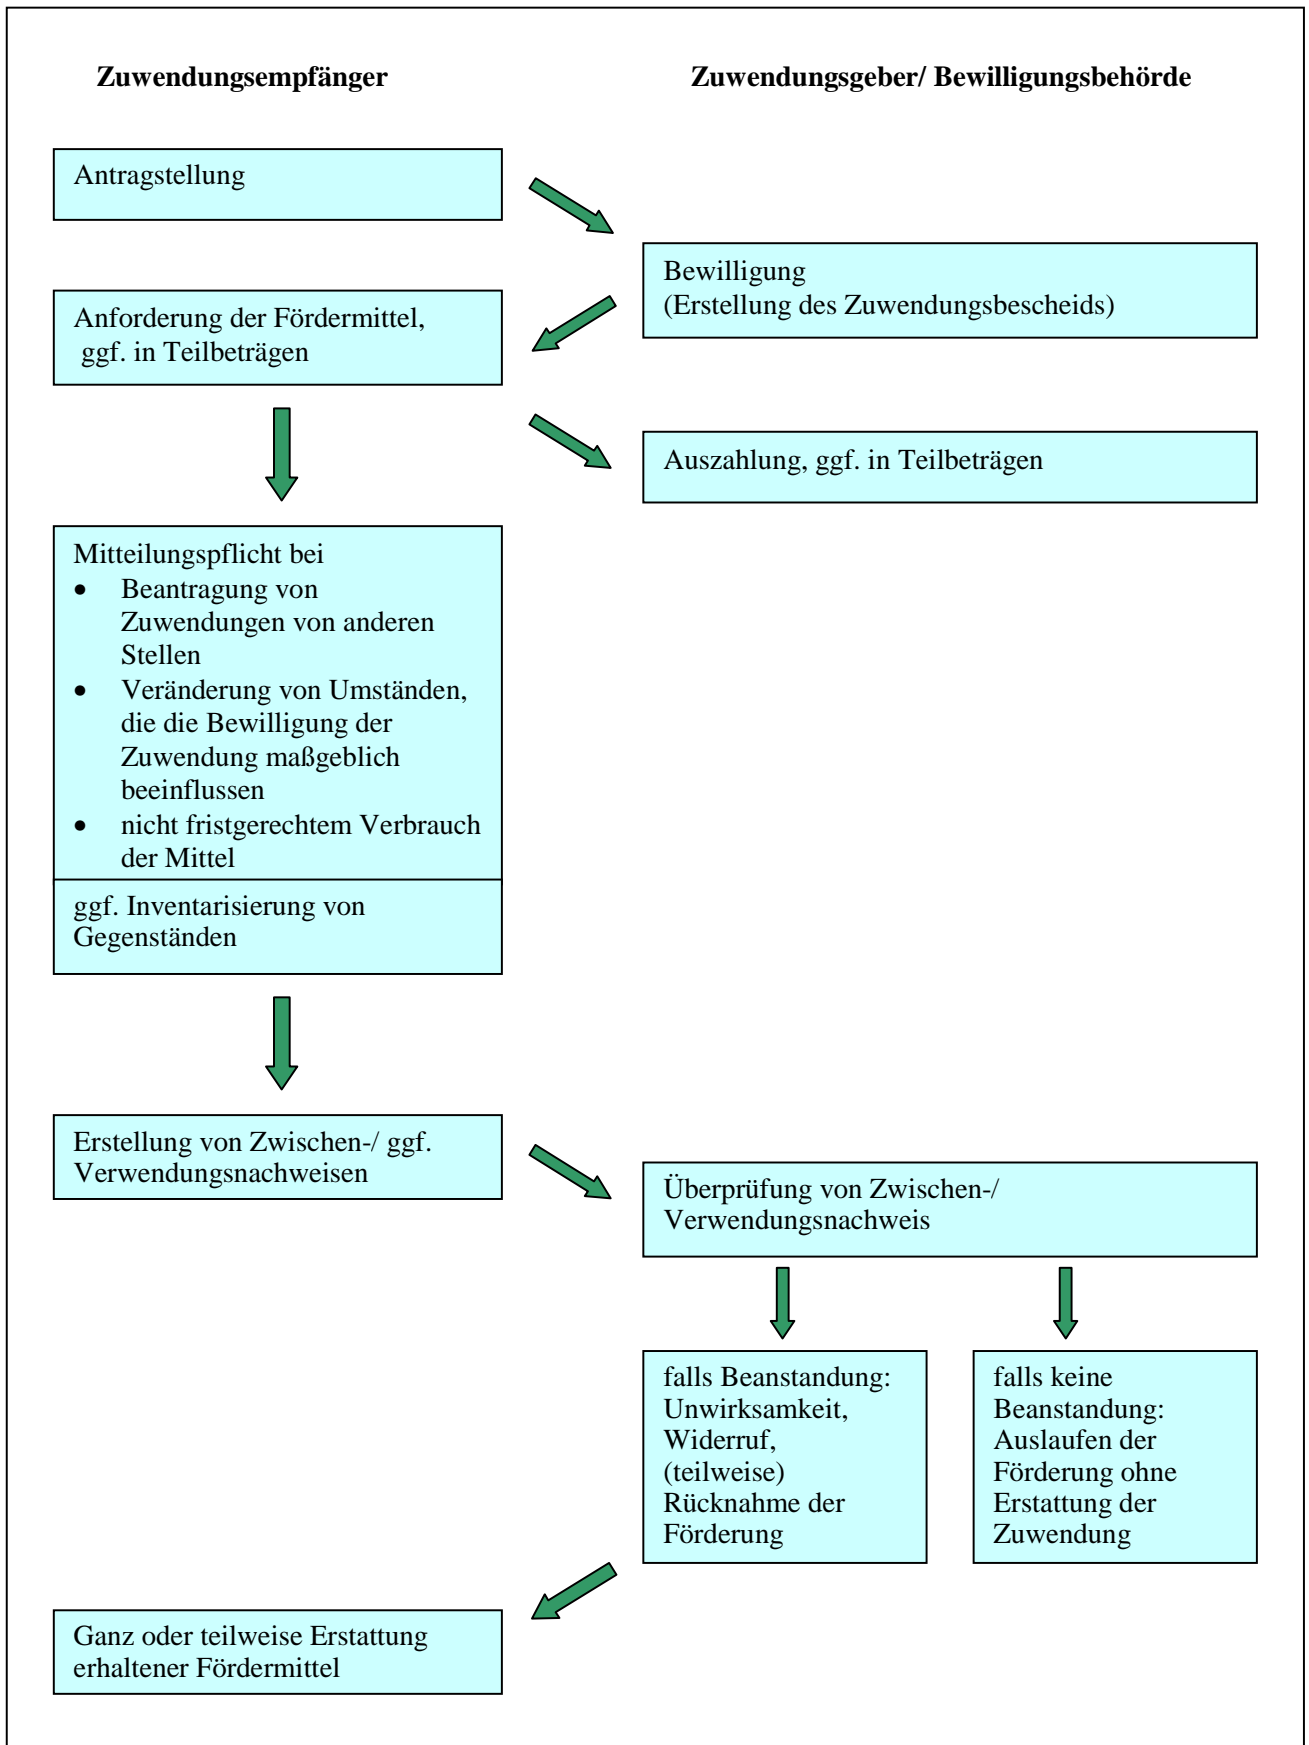 Zuwendungsempfänger
Zuwendungsgeber/ Bewilligungsbehörde
Antragstellung
Bewilligung
(Erstellung des Zuwendungsbescheids)
Anforderung der Fördermittel,
ggf. in Teilbeträgen
Auszahlung, ggf. in Teilbeträgen
Mitteilungspflicht bei
• Beantragung von
Zuwendungen von anderen
Stellen
• Veränderung von Umständen,
die die Bewilligung der
Zuwendung maßgeblich
beeinflussen
• nicht fristgerechtem Verbrauch
der Mittel
ggf. Inventarisierung von
Gegenständen
Erstellung von Zwischen-/ ggf.
Verwendungsnachweisen
Überprüfung von Zwischen-/
Verwendungsnachweis
falls Beanstandung:
Unwirksamkeit,
Widerruf,
(teilweise)
Rücknahme der
Förderung
falls keine
Beanstandung:
Auslaufen der
Förderung ohne
Erstattung der
Zuwendung
Ganz oder teilweise Erstattung
erhaltener Fördermittel